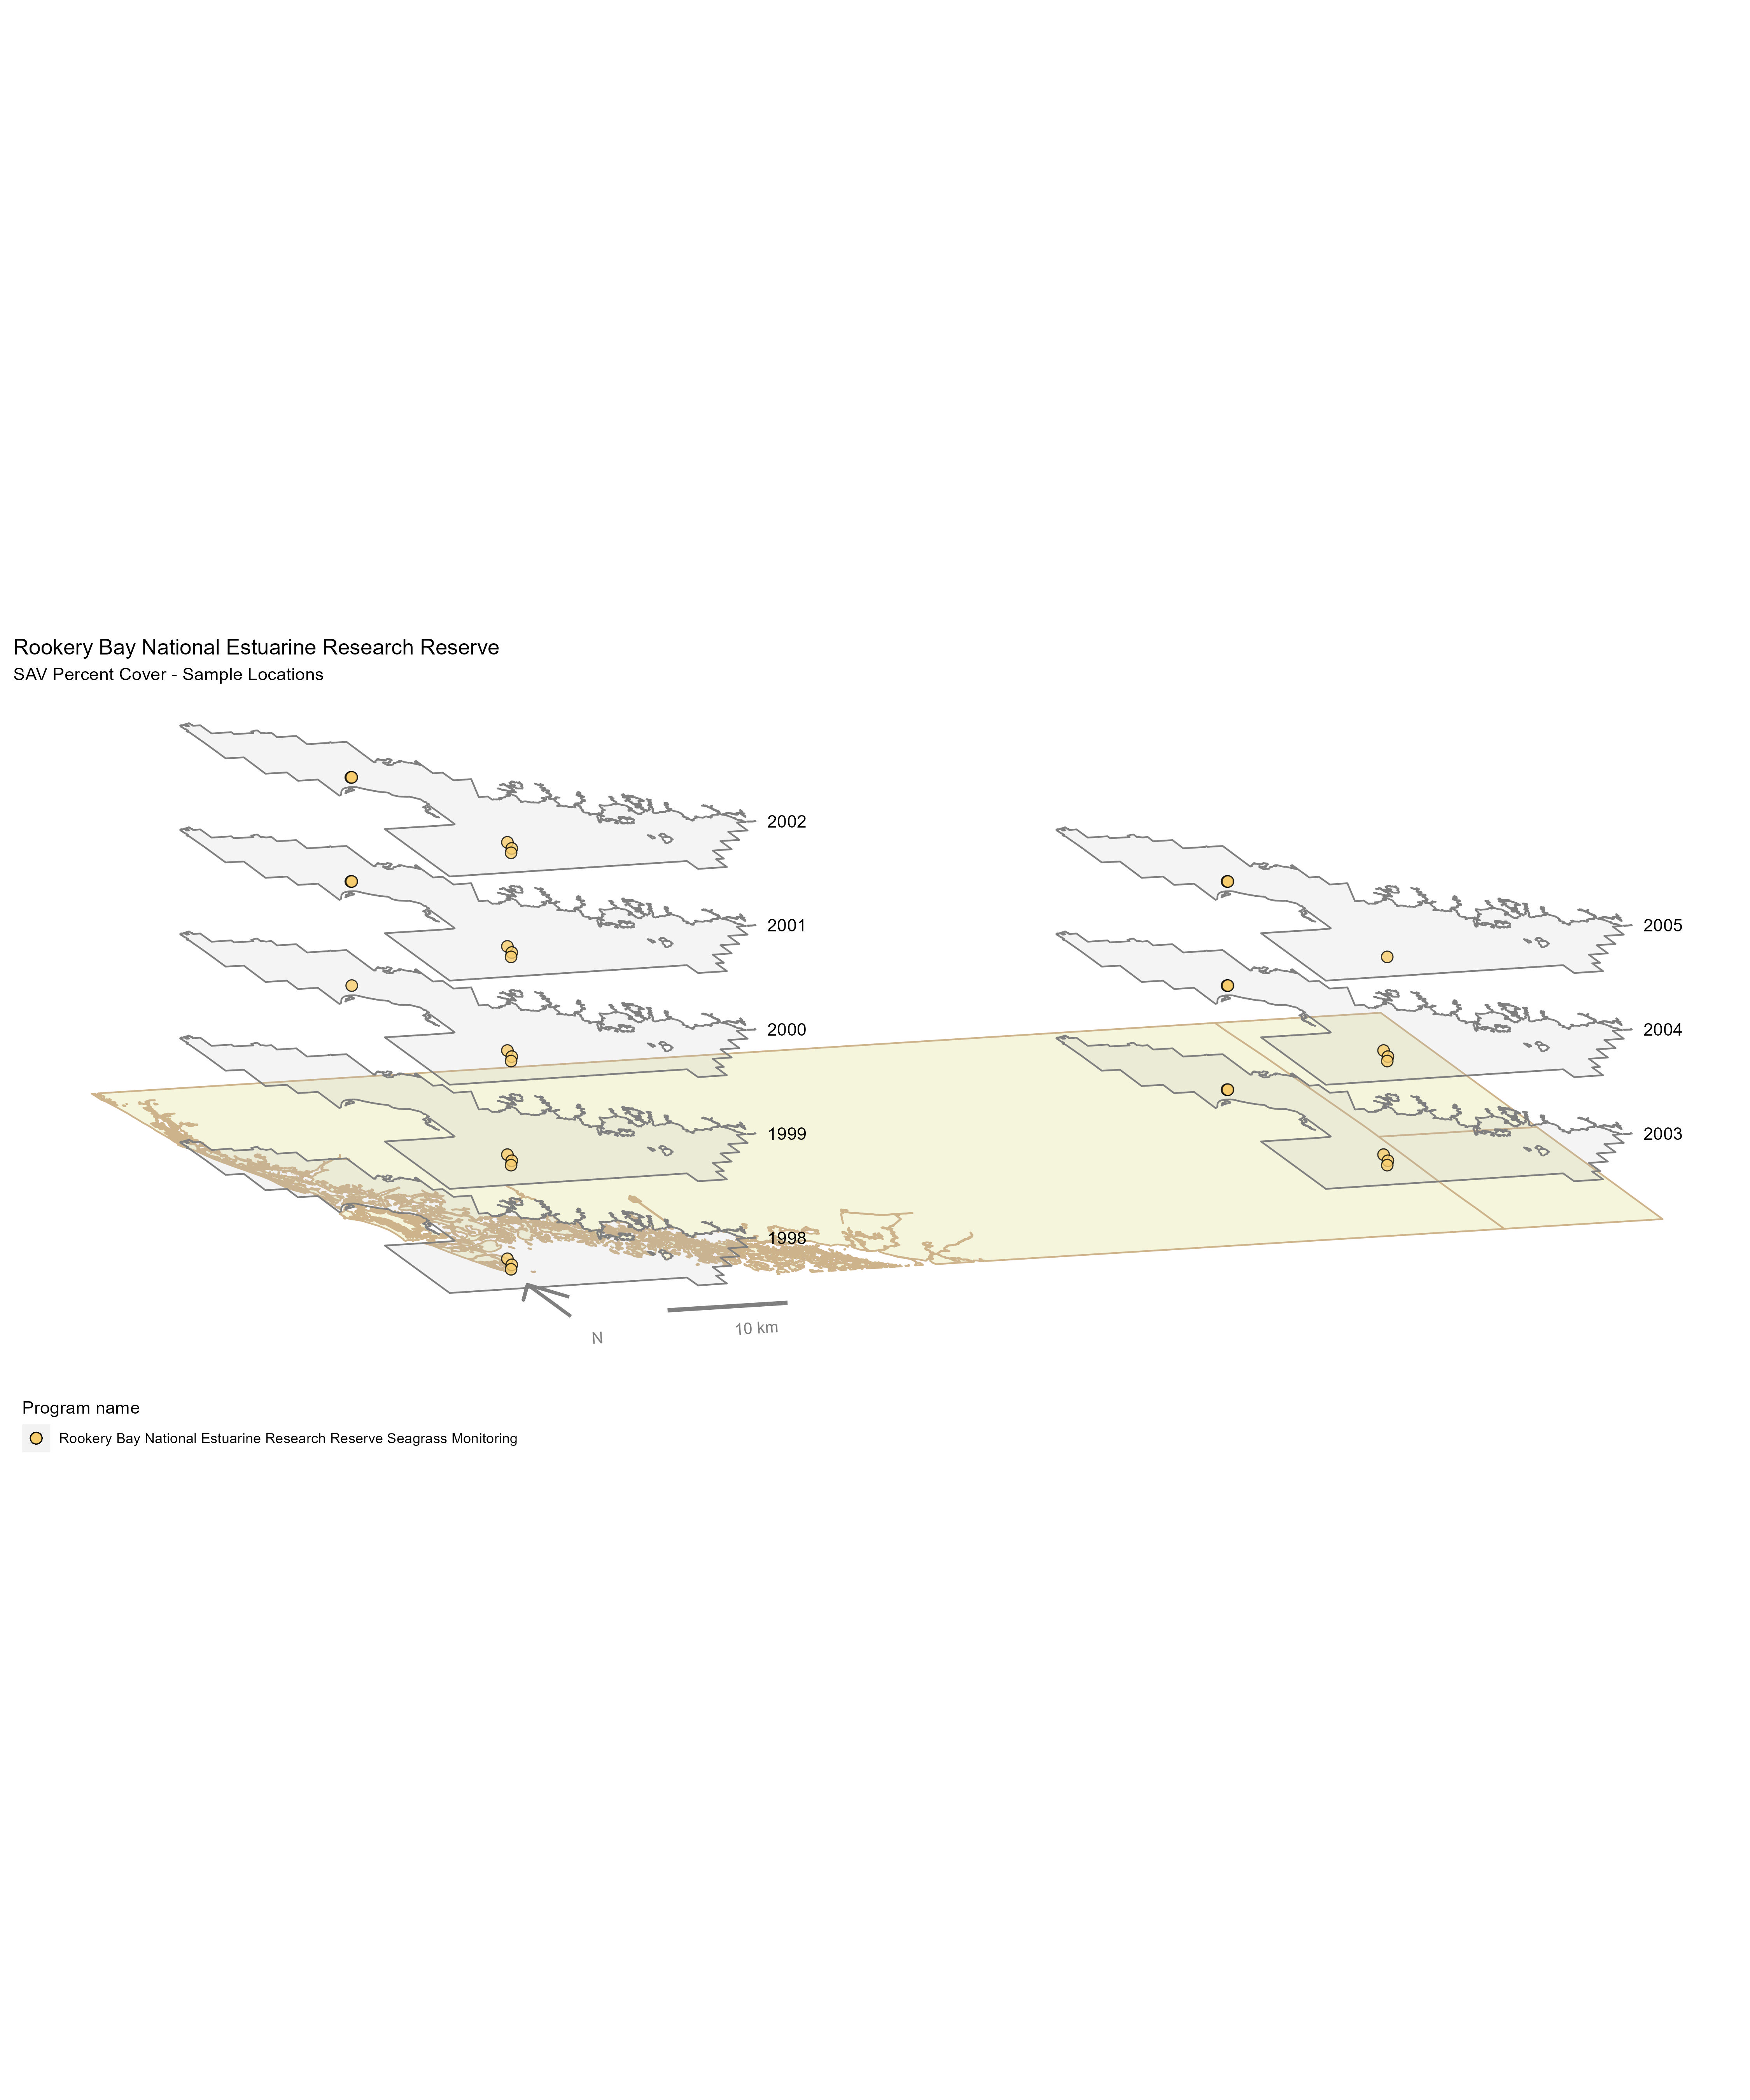 Rookery Bay National Estuarine Research Reserve
SAV Percent Cover - Sample Locations
2002
2001
2005
2000
2004
1999
2003
1998
10 km
N
Program name
Rookery Bay National Estuarine Research Reserve Seagrass Monitoring